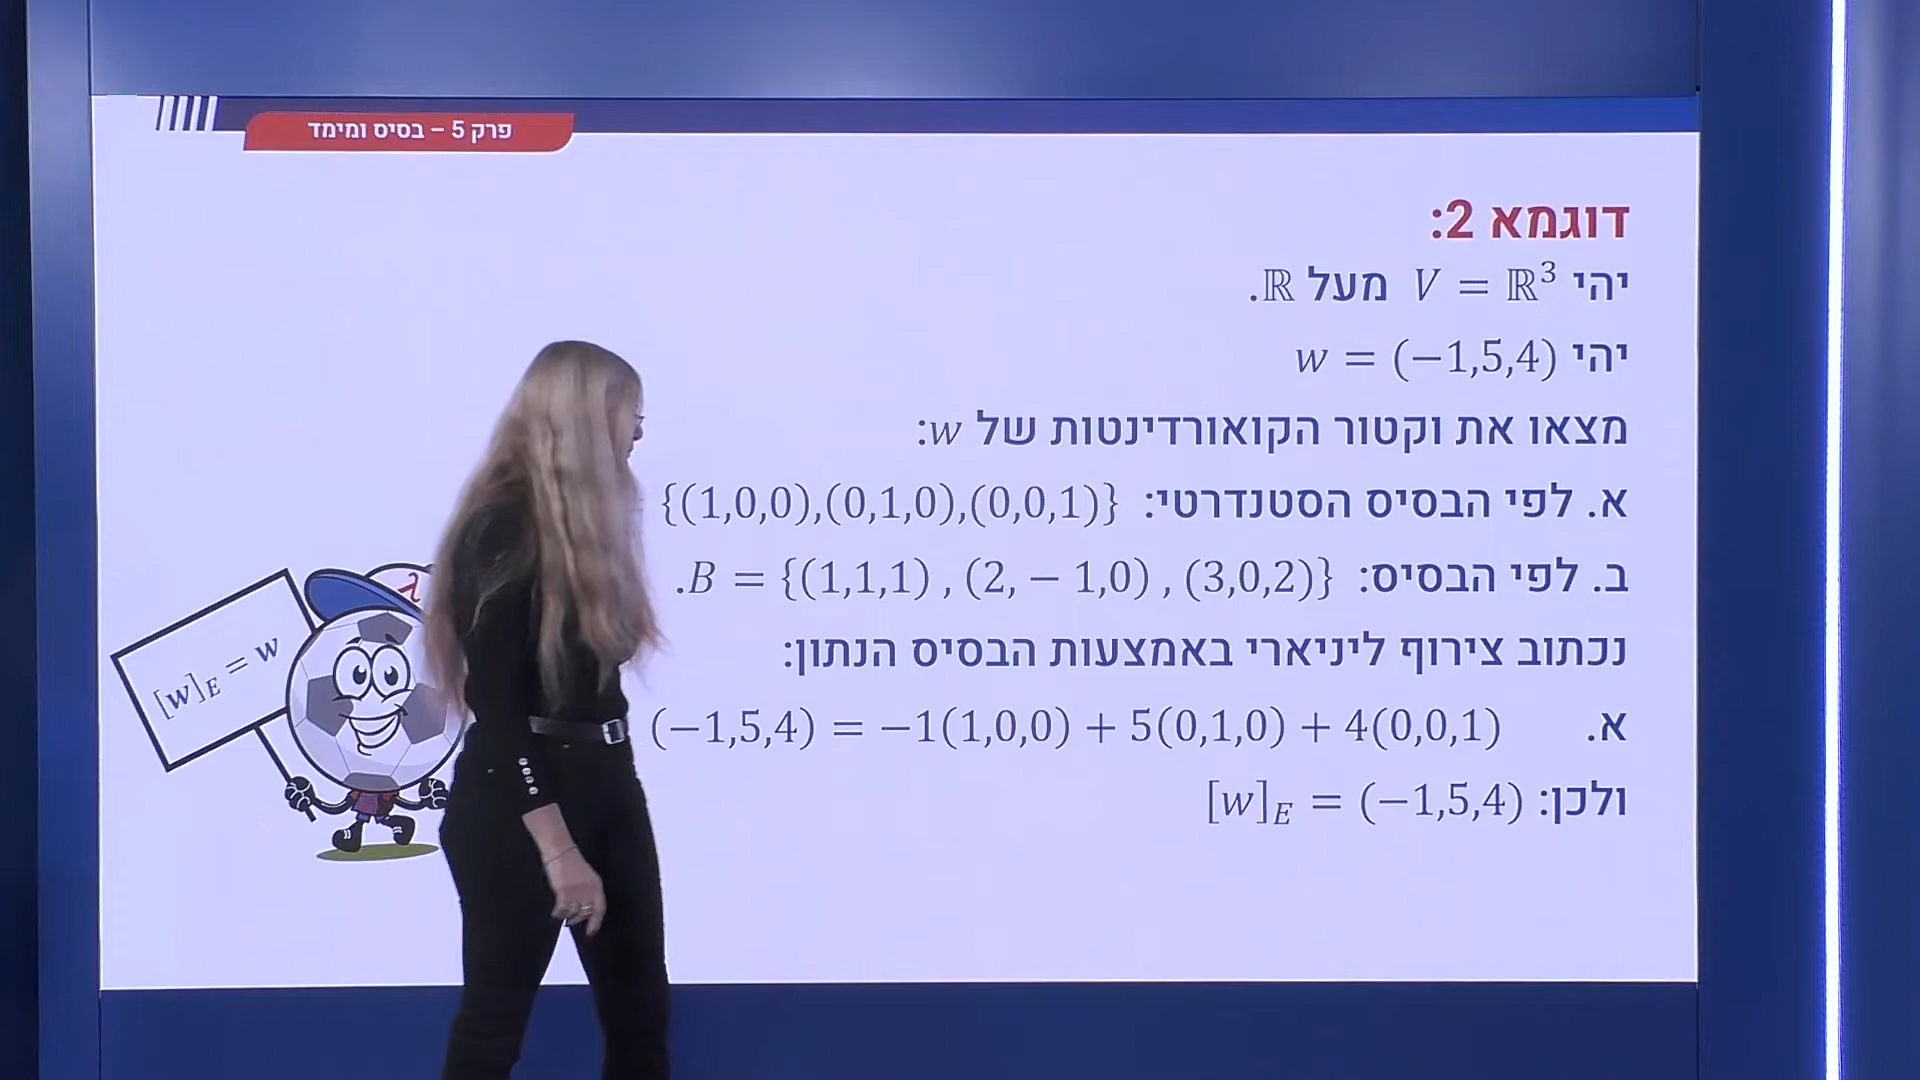 פרק 5 – בסיס ומימד
דוגמא 2:
יהי V = ℝ³ מעל ℝ.
יהי w = (−1,5,4)
מצאו את וקטור הקואורדינטות של w:
א. לפי הבסיס הסטנדרטי: {(1,0,0),(0,1,0),(0,0,1)}
ב. לפי הבסיס: B = {(1,1,1) , (2, − 1,0) , (3,0,2)}.
נכתוב צירוף ליניארי באמצעות הבסיס הנתון:
א. (−1,5,4) = −1(1,0,0) + 5(0,1,0) + 4(0,0,1)
ולכן: [w]_E = (−1,5,4)
[w]_E = w
λ